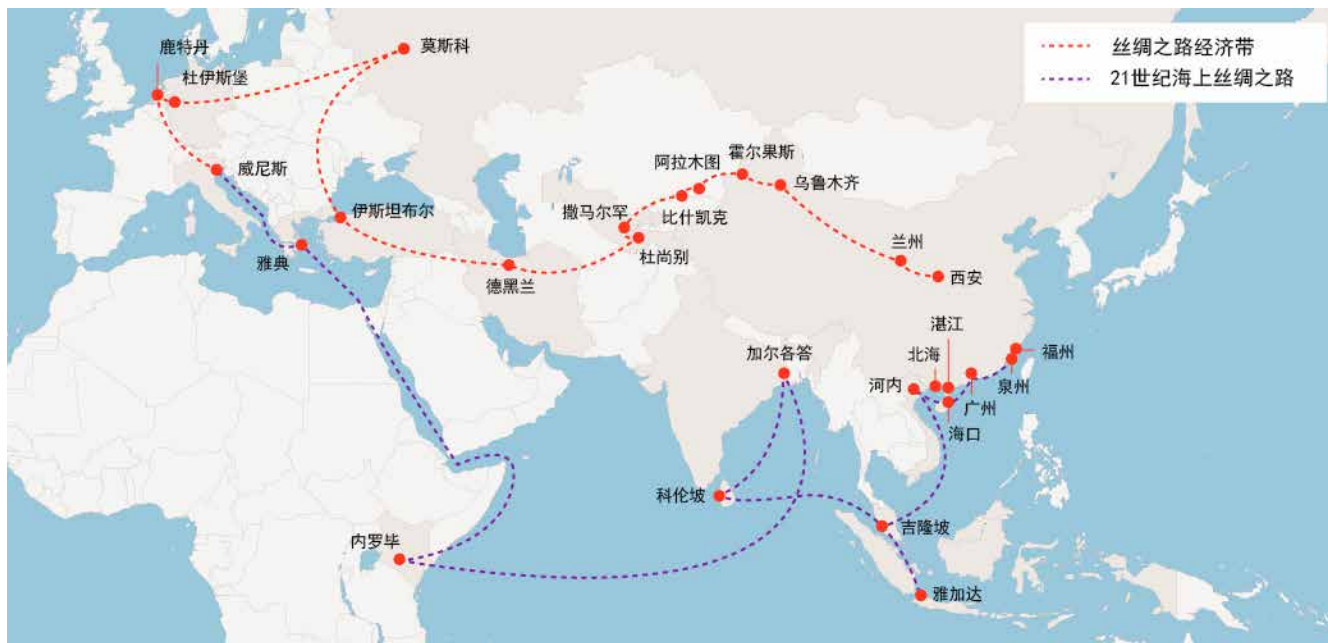 莫斯科
鹿特丹
杜伊斯堡
丝绸之路经济带
21世纪海上丝绸之路
威尼斯
伊斯坦布尔
雅典
德黑兰
撒马尔罕
阿拉木图
比什凯克
杜尚别
霍尔果斯
乌鲁木齐
兰州
西安
湛江
北海
河内
加尔各答
福州
泉州
广州
海口
科伦坡
吉隆坡
内罗毕
雅加达